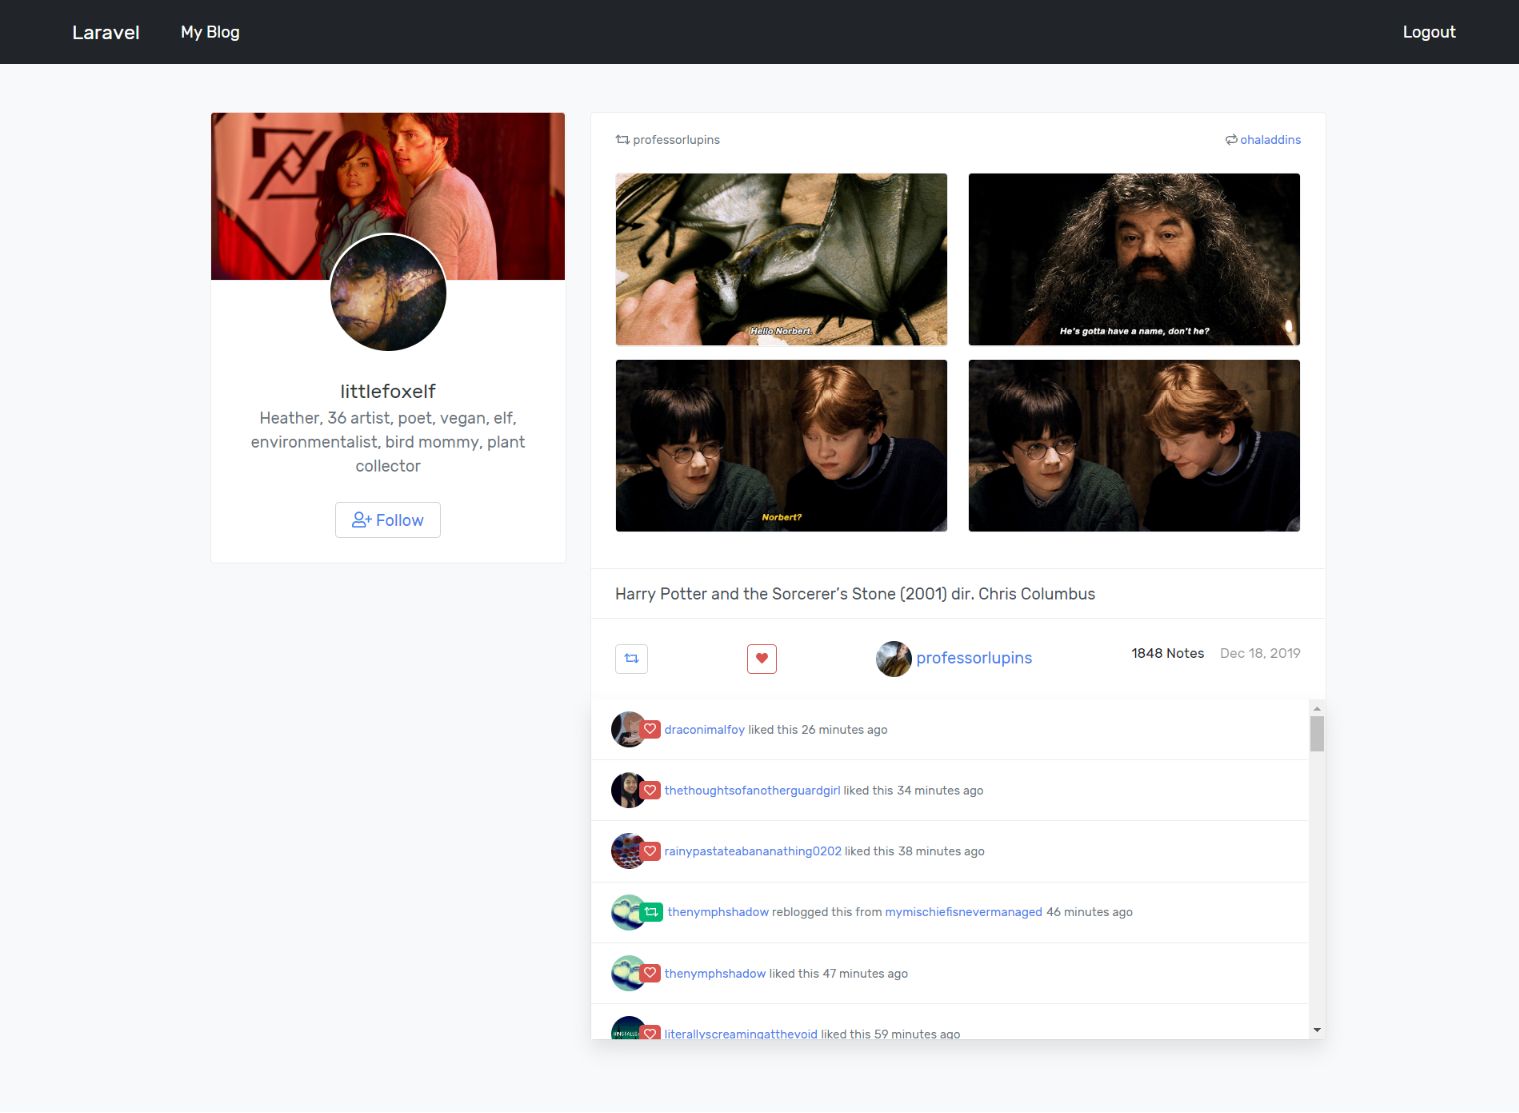 Laravel
My Blog
Logout
professorlupins
ohaladdins
Hello Norbert.
He's gotta have a name, don't he?
Norbert?
littlefoxelf
Heather, 36 artist, poet, vegan, elf,
environmentalist, bird mommy, plant
collector
Follow
Harry Potter and the Sorcerer's Stone (2001) dir. Chris Columbus
professorlupins
1848 Notes
Dec 18, 2019
draconimalfoy liked this 26 minutes ago
thethoughtsofanotherguardgirl liked this 34 minutes ago
rainypastateabananathing0202 liked this 38 minutes ago
thenymphshadow reblogged this from mymischiefisnevermanaged 46 minutes ago
thenymphshadow liked this 47 minutes ago
literallyscreamingatthevoid liked this 59 minutes ago